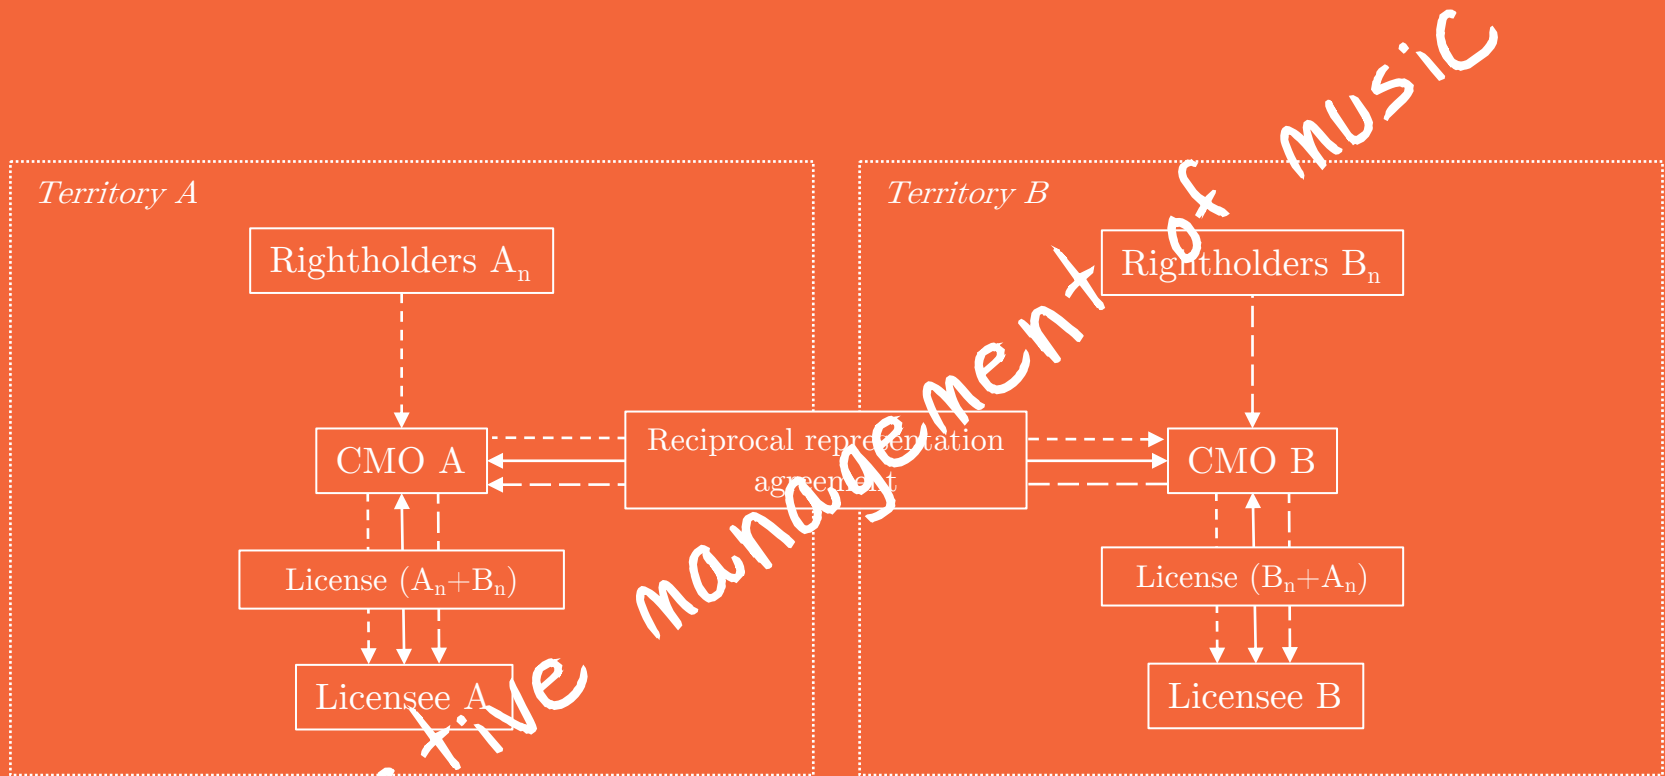 Territory A
Rightholders Aₙ
CMO A
License (Aₙ+Bₙ)
Licensee A
Reciprocal representation
agreement
Territory B
Rightholders Bₙ
CMO B
License (Bₙ+Aₙ)
Licensee B
tive management of music